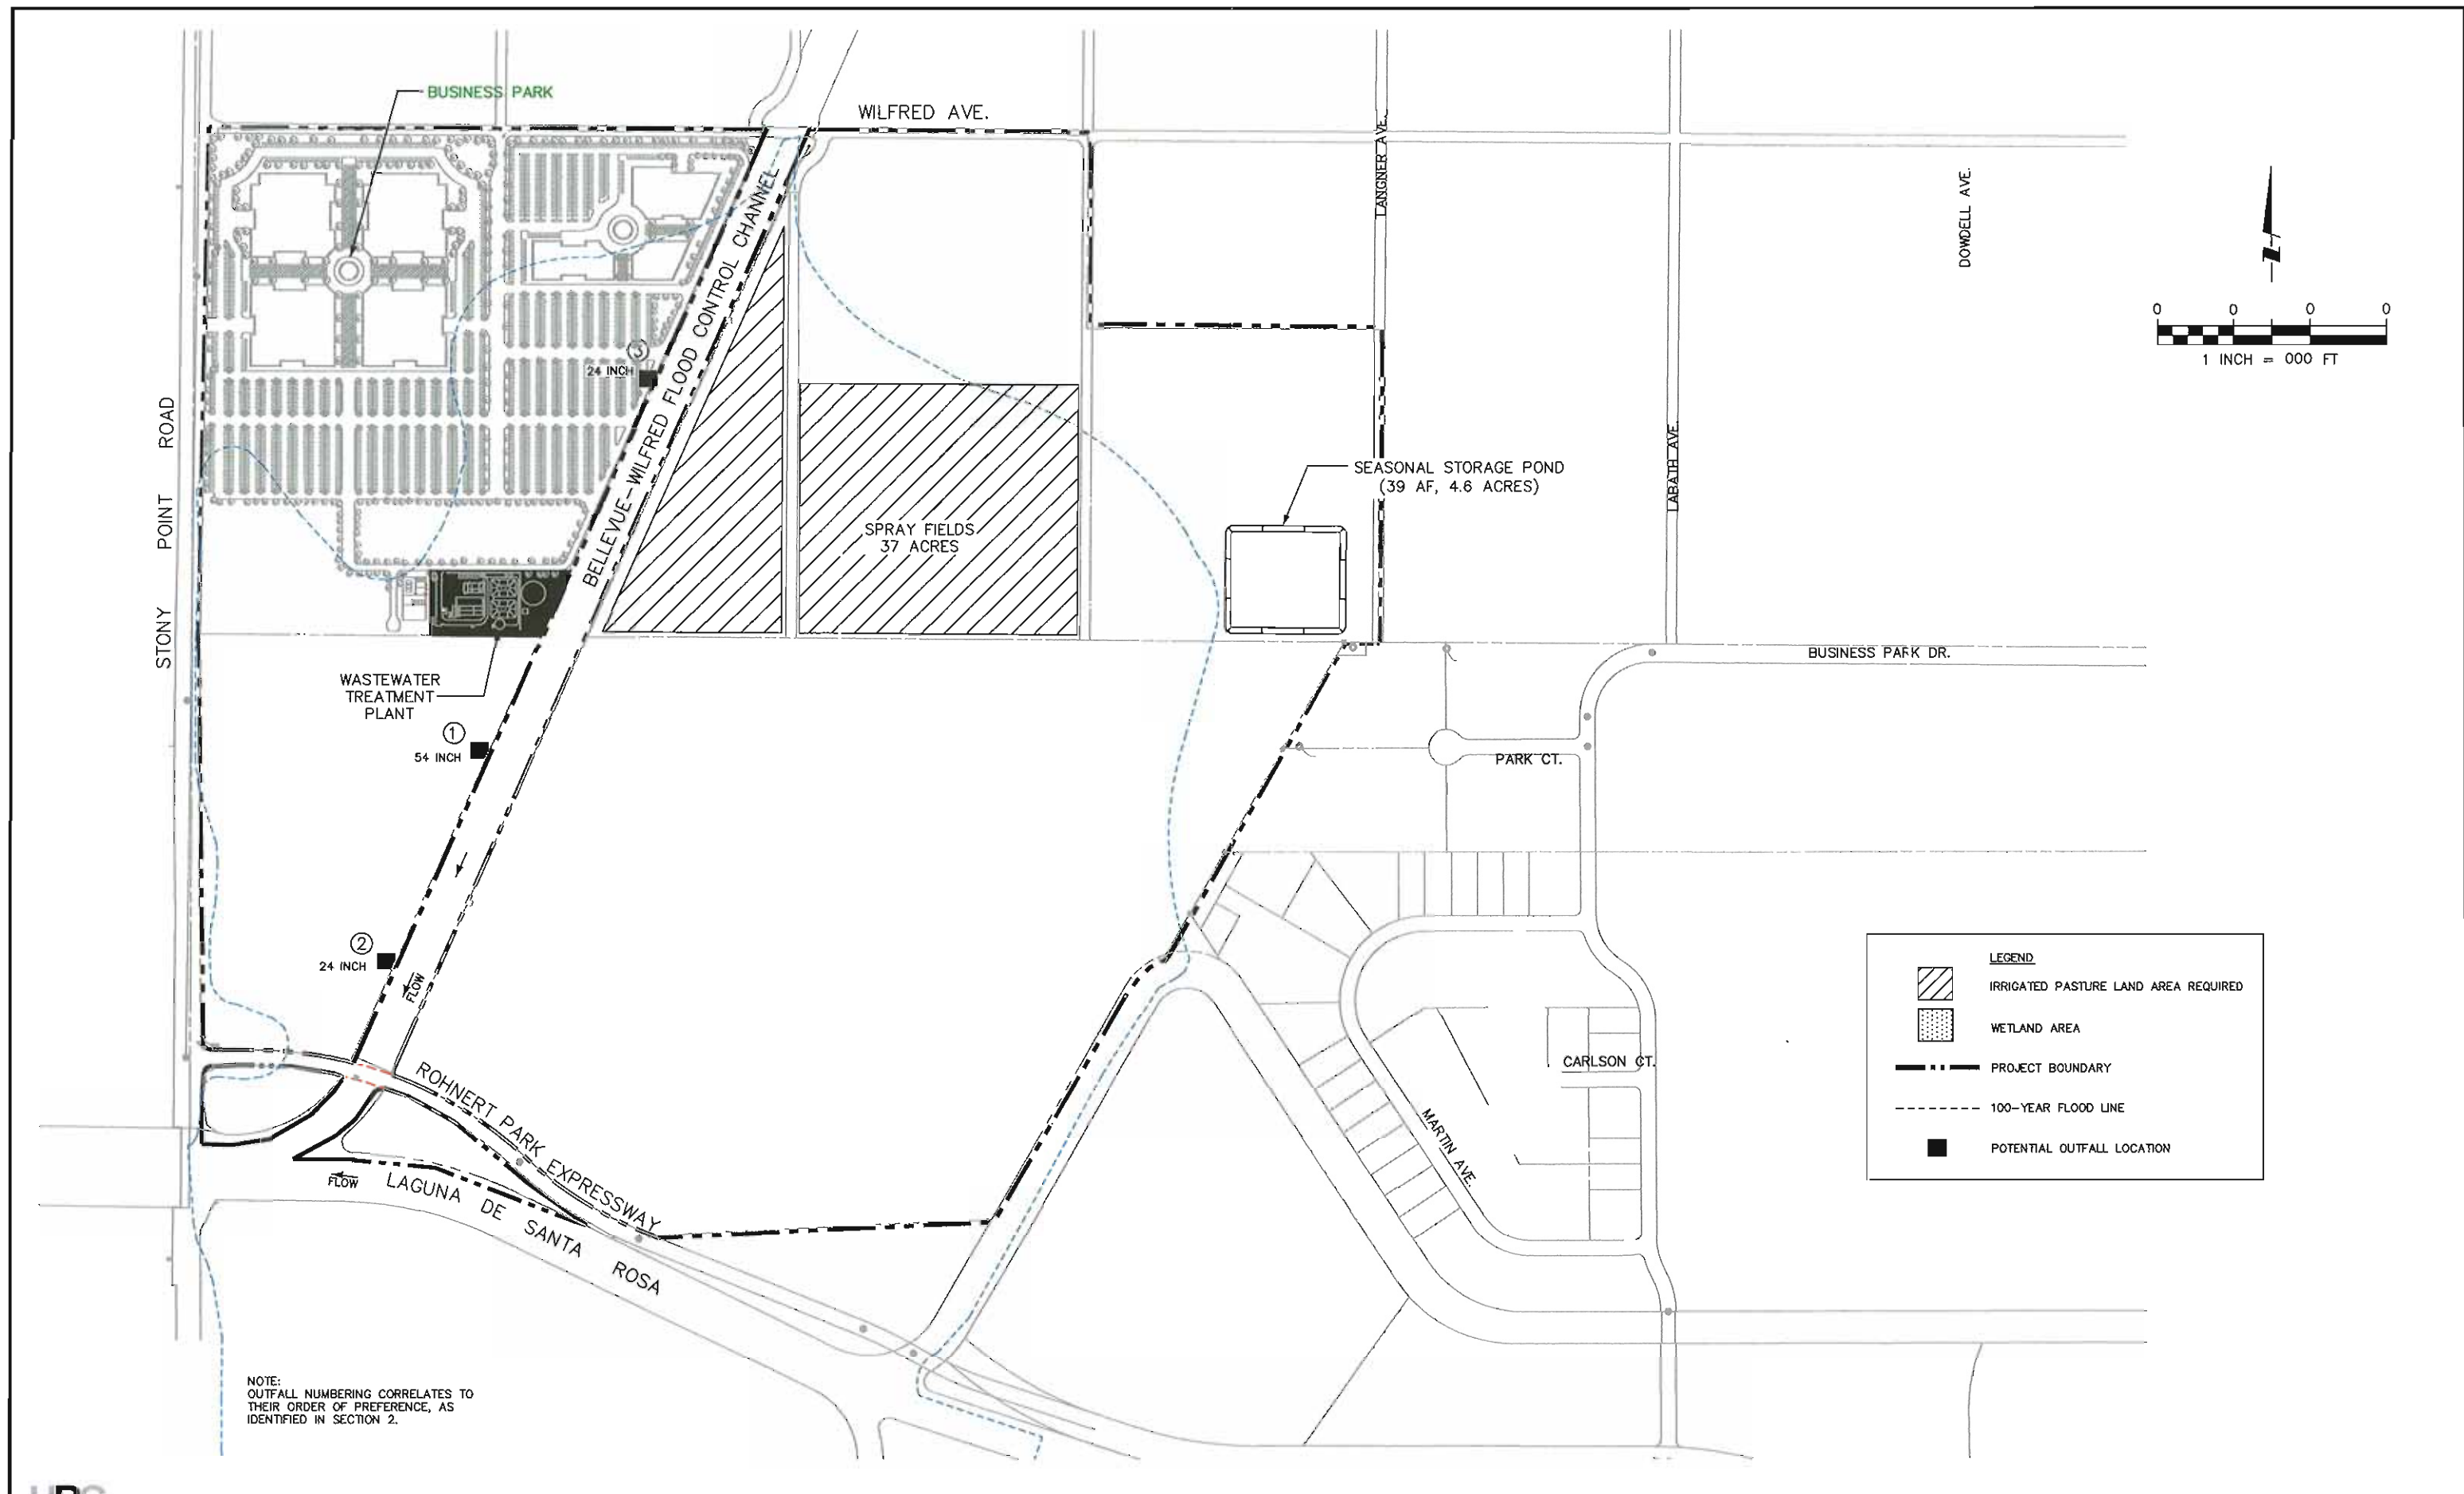 BUSINESS PARK
WILFRED AVE.
LANGNER AVE.
DOWDELL AVE.
N
0 0 0 0
1 INCH = 000 FT
BELLEVUE-WILFRED FLOOD CONTROL CHANNEL
3
24 INCH
STONY POINT ROAD
LABATH AVE.
SEASONAL STORAGE POND
(39 AF, 4.6 ACRES)
SPRAY FIELDS
37 ACRES
BUSINESS PARK DR.
WASTEWATER
TREATMENT
PLANT
1
54 INCH
PARK CT.
2
24 INCH
FLOW
LEGEND
IRRIGATED PASTURE LAND AREA REQUIRED
WETLAND AREA
PROJECT BOUNDARY
100-YEAR FLOOD LINE
POTENTIAL OUTFALL LOCATION
CARLSON CT.
MARTIN AVE.
ROHNERT PARK EXPRESSWAY
FLOW
LAGUNA DE SANTA ROSA
NOTE:
OUTFALL NUMBERING CORRELATES TO
THEIR ORDER OF PREFERENCE, AS
IDENTIFIED IN SECTION 2.